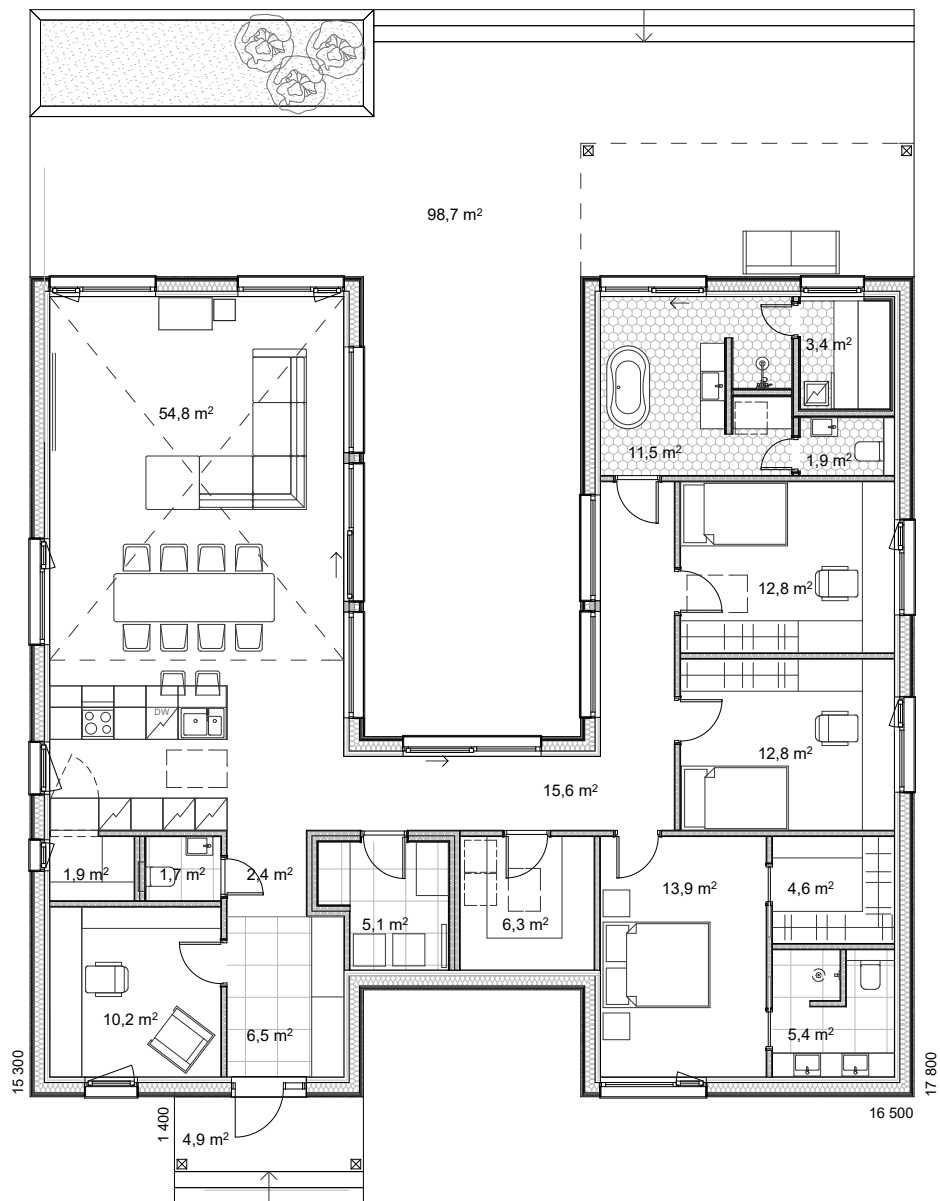 98,7 m²
54,8 m²
3,4 m²
11,5 m²
1,9 m²
12,8 m²
DW
12,8 m²
15,6 m²
1,9 m²
1,7 m²
2,4 m²
13,9 m²
4,6 m²
5,1 m²
6,3 m²
10,2 m²
6,5 m²
5,4 m²
15 300
17 800
1 400
16 500
4,9 m²